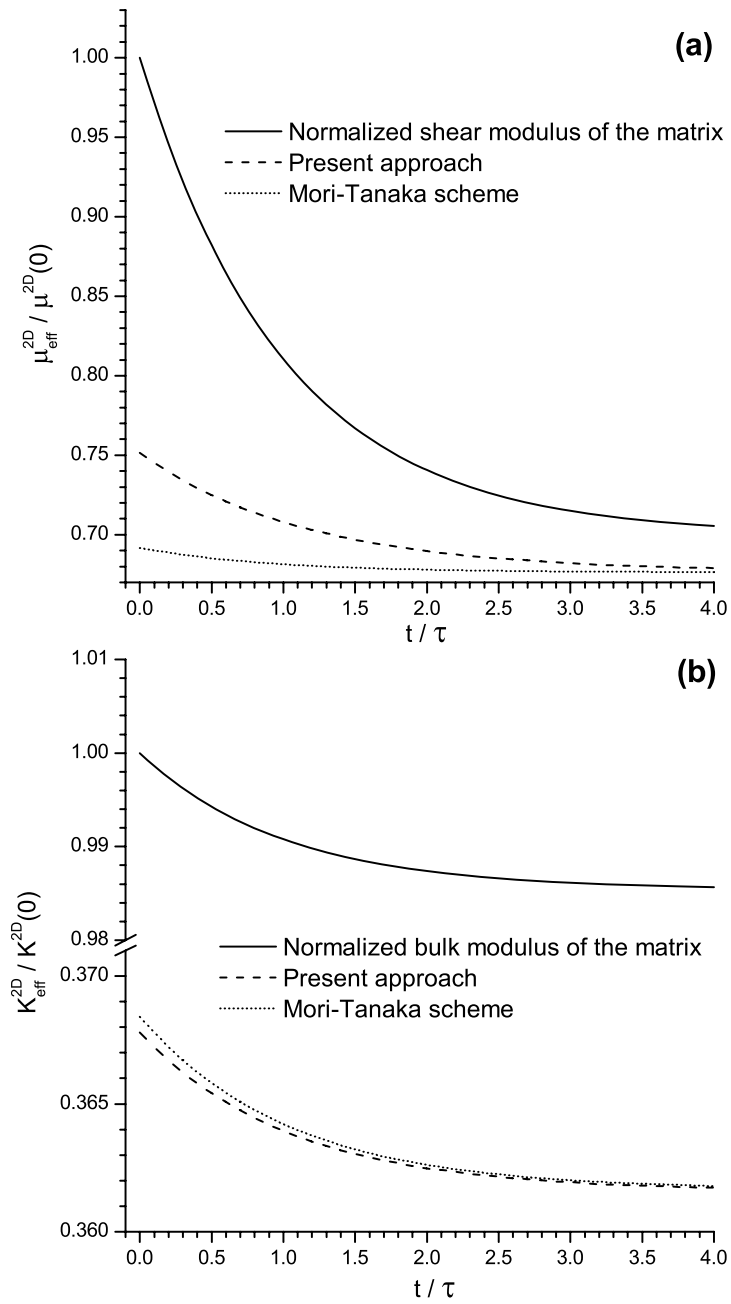 (a)
1.00
0.95
0.90
0.85
0.80
0.75
0.70
Normalized shear modulus of the matrix
Present approach
Mori-Tanaka scheme
μ_eff^2D / μ^2D(0)
0.0 0.5 1.0 1.5 2.0 2.5 3.0 3.5 4.0
t / τ
(b)
1.01
1.00
0.99
0.98
0.370
0.365
0.360
Normalized bulk modulus of the matrix
Present approach
Mori-Tanaka scheme
K_eff^2D / K^2D(0)
0.0 0.5 1.0 1.5 2.0 2.5 3.0 3.5 4.0
t / τ